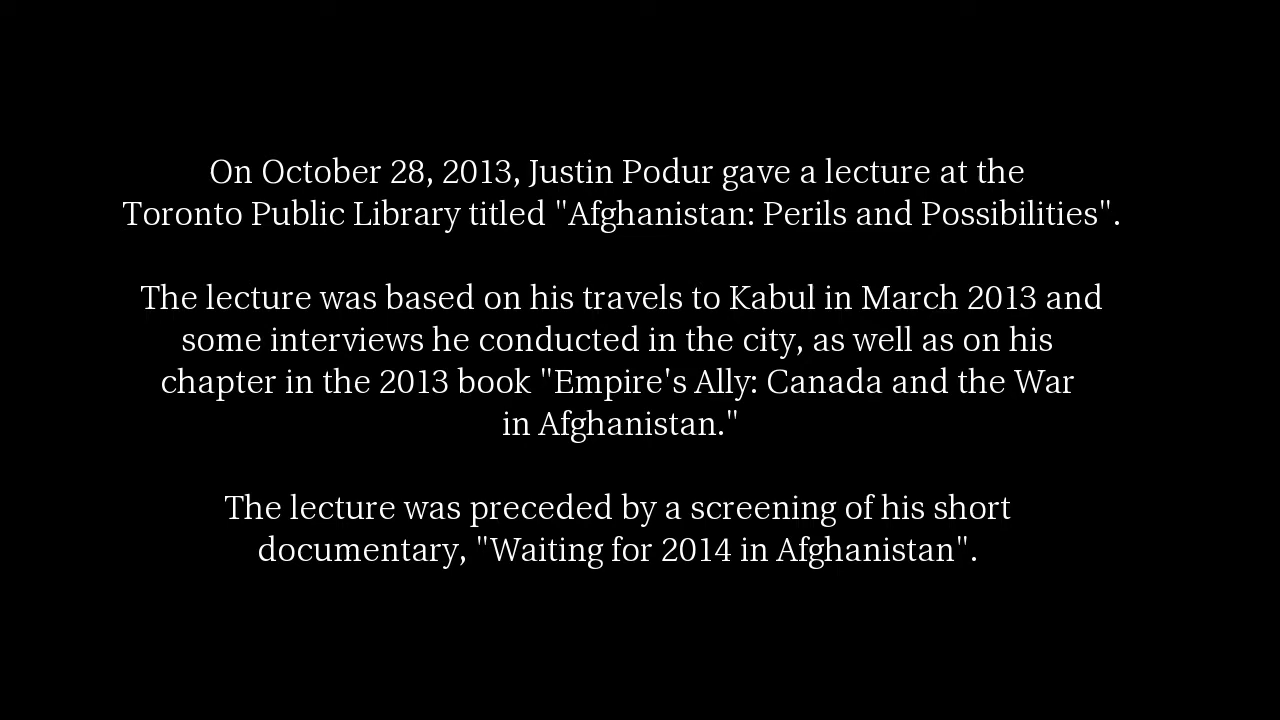 On October 28, 2013, Justin Podur gave a lecture at the
Toronto Public Library titled "Afghanistan: Perils and Possibilities".
The lecture was based on his travels to Kabul in March 2013 and
some interviews he conducted in the city, as well as on his
chapter in the 2013 book "Empire's Ally: Canada and the War
in Afghanistan."
The lecture was preceded by a screening of his short
documentary, "Waiting for 2014 in Afghanistan".